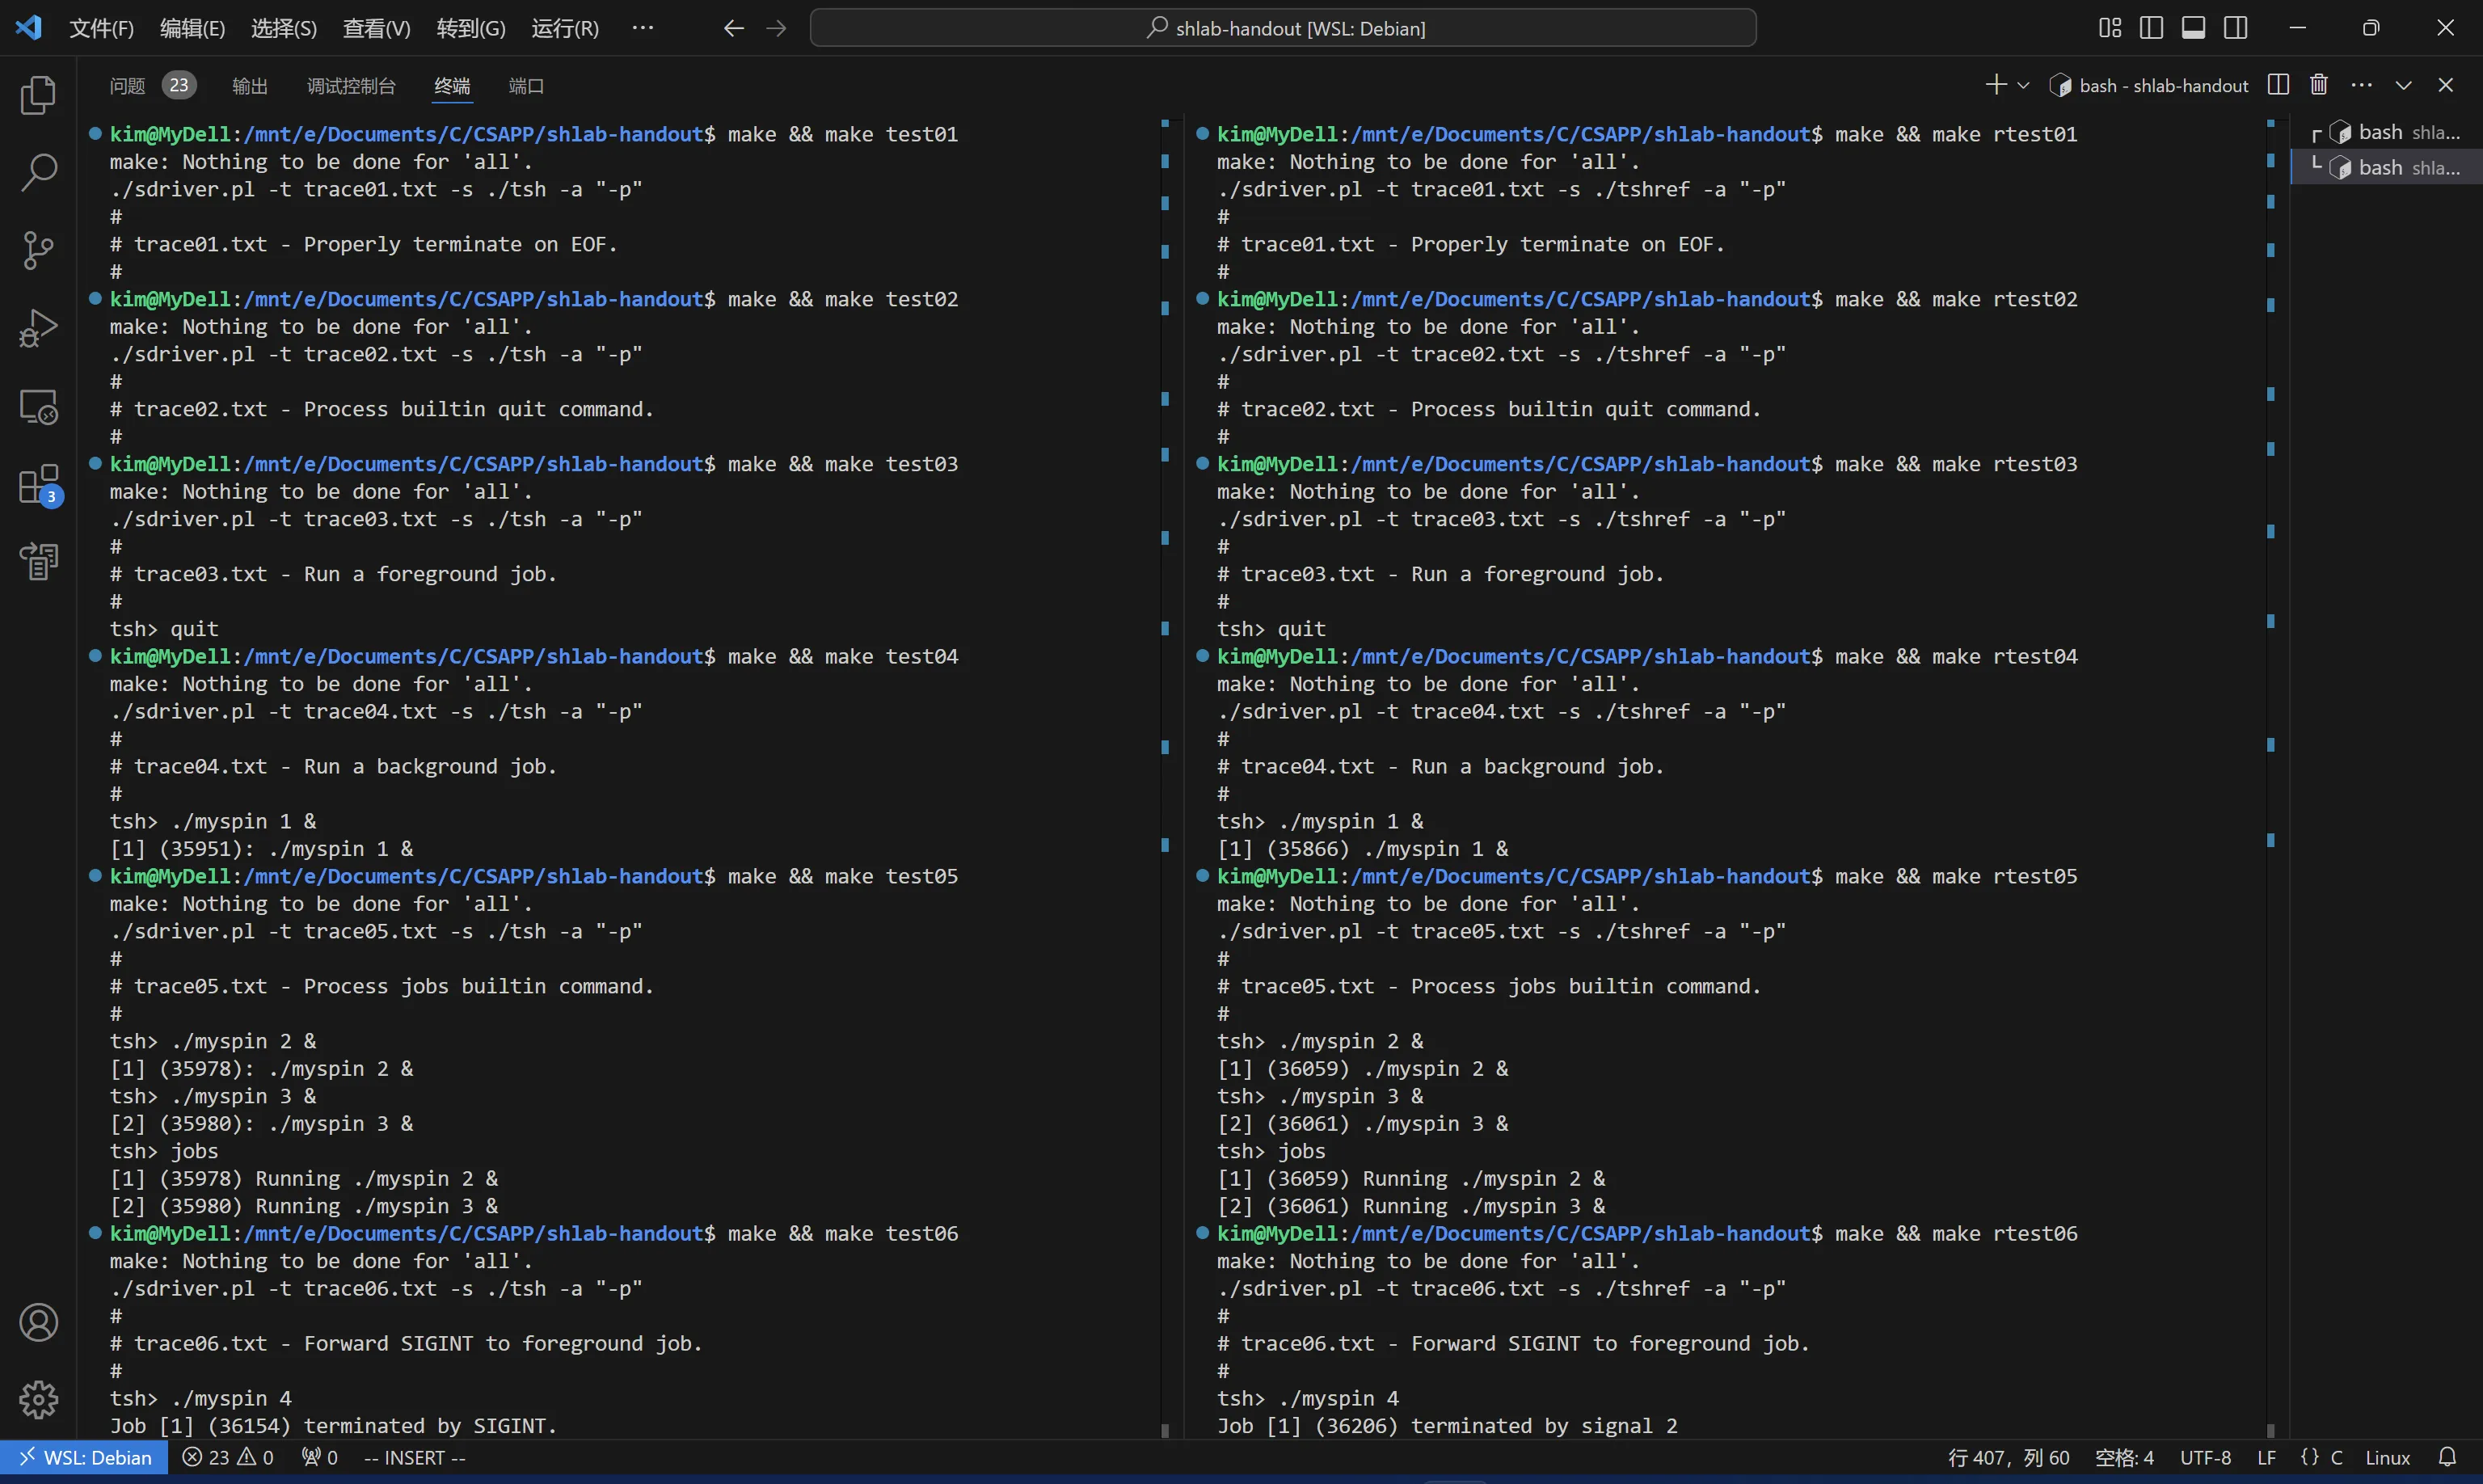 文件(F) 编辑(E) 选择(S) 查看(V) 转到(G) 运行(R) ··· shlab-handout [WSL: Debian]
问题 23 输出 调试控制台 终端 端口 bash - shlab-handout
kim@MyDell:/mnt/e/Documents/C/CSAPP/shlab-handout$ make && make test01
make: Nothing to be done for 'all'.
./sdriver.pl -t trace01.txt -s ./tsh -a "-p"
#
# trace01.txt - Properly terminate on EOF.
#
kim@MyDell:/mnt/e/Documents/C/CSAPP/shlab-handout$ make && make test02
make: Nothing to be done for 'all'.
./sdriver.pl -t trace02.txt -s ./tsh -a "-p"
#
# trace02.txt - Process builtin quit command.
#
kim@MyDell:/mnt/e/Documents/C/CSAPP/shlab-handout$ make && make test03
make: Nothing to be done for 'all'.
./sdriver.pl -t trace03.txt -s ./tsh -a "-p"
#
# trace03.txt - Run a foreground job.
#
tsh> quit
kim@MyDell:/mnt/e/Documents/C/CSAPP/shlab-handout$ make && make test04
make: Nothing to be done for 'all'.
./sdriver.pl -t trace04.txt -s ./tsh -a "-p"
#
# trace04.txt - Run a background job.
#
tsh> ./myspin 1 &
[1] (35951): ./myspin 1 &
kim@MyDell:/mnt/e/Documents/C/CSAPP/shlab-handout$ make && make test05
make: Nothing to be done for 'all'.
./sdriver.pl -t trace05.txt -s ./tsh -a "-p"
#
# trace05.txt - Process jobs builtin command.
#
tsh> ./myspin 2 &
[1] (35978): ./myspin 2 &
tsh> ./myspin 3 &
[2] (35980): ./myspin 3 &
tsh> jobs
[1] (35978) Running ./myspin 2 &
[2] (35980) Running ./myspin 3 &
kim@MyDell:/mnt/e/Documents/C/CSAPP/shlab-handout$ make && make test06
make: Nothing to be done for 'all'.
./sdriver.pl -t trace06.txt -s ./tsh -a "-p"
#
# trace06.txt - Forward SIGINT to foreground job.
#
tsh> ./myspin 4
Job [1] (36154) terminated by SIGINT.
kim@MyDell:/mnt/e/Documents/C/CSAPP/shlab-handout$ make && make rtest01
make: Nothing to be done for 'all'.
./sdriver.pl -t trace01.txt -s ./tshref -a "-p"
#
# trace01.txt - Properly terminate on EOF.
#
kim@MyDell:/mnt/e/Documents/C/CSAPP/shlab-handout$ make && make rtest02
make: Nothing to be done for 'all'.
./sdriver.pl -t trace02.txt -s ./tshref -a "-p"
#
# trace02.txt - Process builtin quit command.
#
kim@MyDell:/mnt/e/Documents/C/CSAPP/shlab-handout$ make && make rtest03
make: Nothing to be done for 'all'.
./sdriver.pl -t trace03.txt -s ./tshref -a "-p"
#
# trace03.txt - Run a foreground job.
#
tsh> quit
kim@MyDell:/mnt/e/Documents/C/CSAPP/shlab-handout$ make && make rtest04
make: Nothing to be done for 'all'.
./sdriver.pl -t trace04.txt -s ./tshref -a "-p"
#
# trace04.txt - Run a background job.
#
tsh> ./myspin 1 &
[1] (35866) ./myspin 1 &
kim@MyDell:/mnt/e/Documents/C/CSAPP/shlab-handout$ make && make rtest05
make: Nothing to be done for 'all'.
./sdriver.pl -t trace05.txt -s ./tshref -a "-p"
#
# trace05.txt - Process jobs builtin command.
#
tsh> ./myspin 2 &
[1] (36059) ./myspin 2 &
tsh> ./myspin 3 &
[2] (36061) ./myspin 3 &
tsh> jobs
[1] (36059) Running ./myspin 2 &
[2] (36061) Running ./myspin 3 &
kim@MyDell:/mnt/e/Documents/C/CSAPP/shlab-handout$ make && make rtest06
make: Nothing to be done for 'all'.
./sdriver.pl -t trace06.txt -s ./tshref -a "-p"
#
# trace06.txt - Forward SIGINT to foreground job.
#
tsh> ./myspin 4
Job [1] (36206) terminated by signal 2
bash shla...
bash shla...
3
WSL: Debian 23 0 0 -- INSERT -- 行 407，列 60 空格: 4 UTF-8 LF {} C Linux